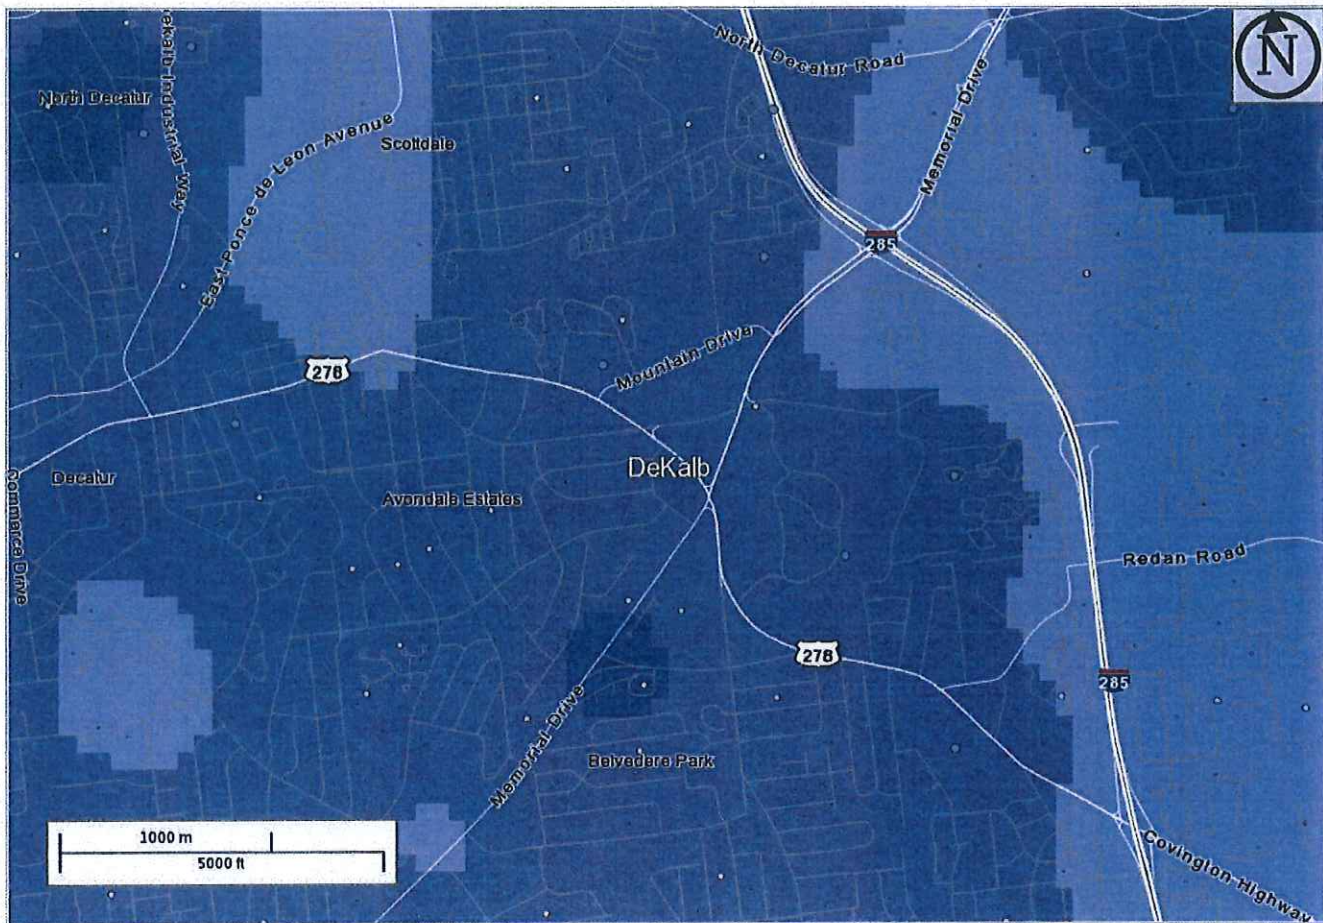 N
North Decatur Road
Memorial Drive
North Decatur
East Ponce de Leon Avenue
Scottdale
ekalb-Industrial Way
285
Mountain Drive
278
DeKalb
Decatur
Avondale Estates
Commerce Drive
Redan Road
278
285
Memorial Drive
Belvedere Park
1000 m
5000 ft
Covington Highway